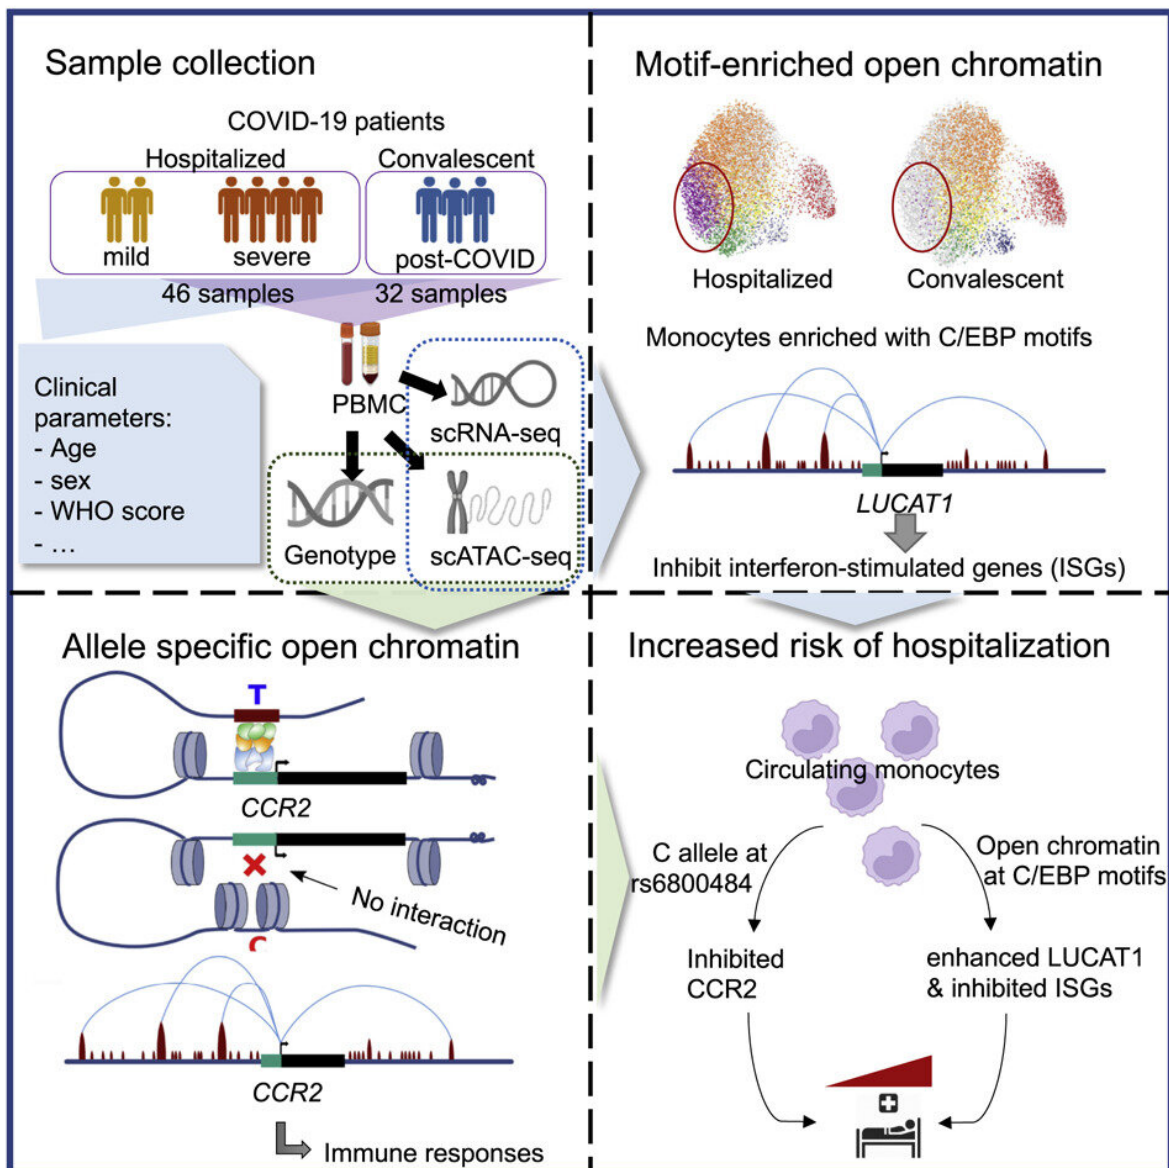 Sample collection
COVID-19 patients
Hospitalized
Convalescent
mild
severe
post-COVID
46 samples
32 samples
Clinical
parameters:
- Age
- sex
- WHO score
- ...
PBMC
scRNA-seq
Genotype
scATAC-seq
Motif-enriched open chromatin
Hospitalized
Convalescent
Monocytes enriched with C/EBP motifs
LUCAT1
Inhibit interferon-stimulated genes (ISGs)
Allele specific open chromatin
T
CCR2
No interaction
C
CCR2
Immune responses
Increased risk of hospitalization
Circulating monocytes
C allele at
rs6800484
Open chromatin
at C/EBP motifs
Inhibited
CCR2
enhanced LUCAT1
& inhibited ISGs